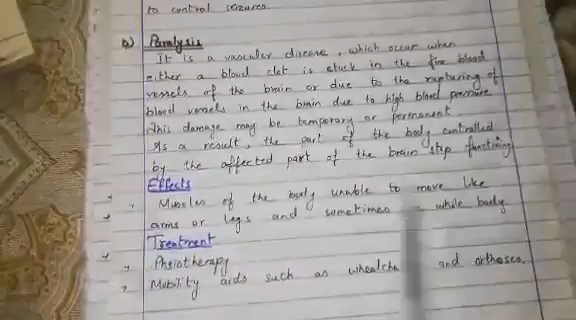 to control seizures.
b) Paralysis
It is a vascular disease, which occur when
either a blood clot is stuck in the fine blood
vessels of the brain or due to the rupturing of
blood vessels in the brain due to high blood pressure
This damage may be temporary or permanent.
As a result, the part of the body controlled
by the affected part of the brain stop functioning
Effects
→ Muscles of the body unable to move like
arms or legs and sometimes while body
Treatment
→ Phsiotherapy
→ Mobility aids such as wheelcha and orthoses.